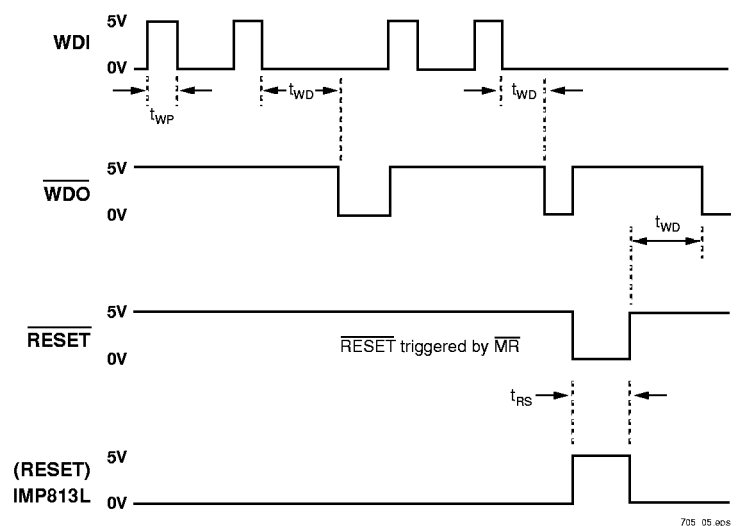 5V
WDI
0V
tWD
tWD
tWP
5V
WDO
0V
tWD
5V
RESET
RESET triggered by MR
0V
tRS
5V
(RESET)
IMP813L
0V
705_05.eps